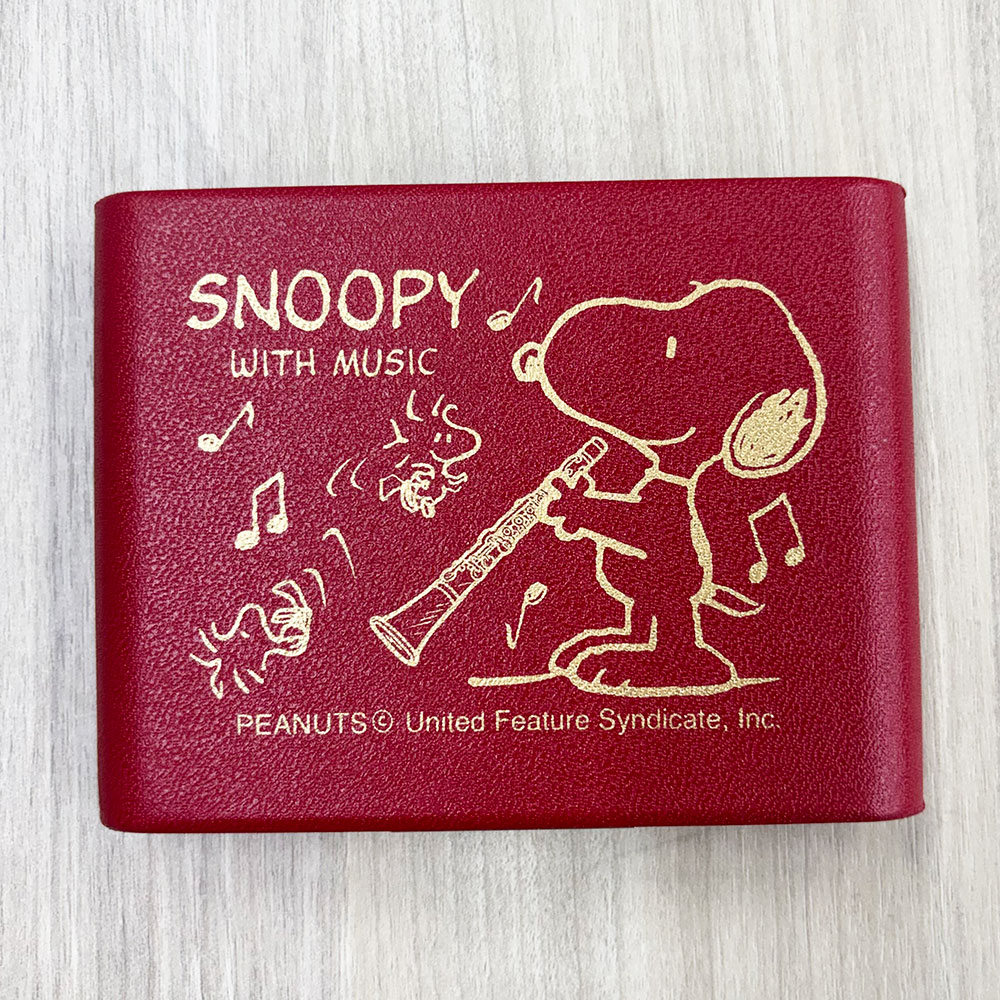 SNOOPY
WITH MUSIC
PEANUTS © United Feature Syndicate, Inc.